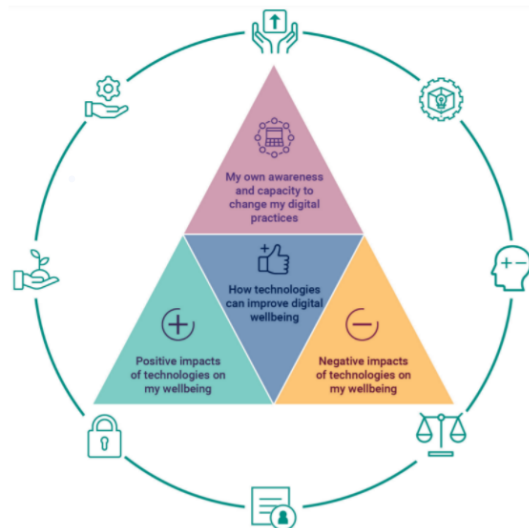 My own awareness
and capacity to
change my digital
practices
How technologies
can improve digital
wellbeing
Positive impacts
of technologies on
my wellbeing
Negative impacts
of technologies on
my wellbeing